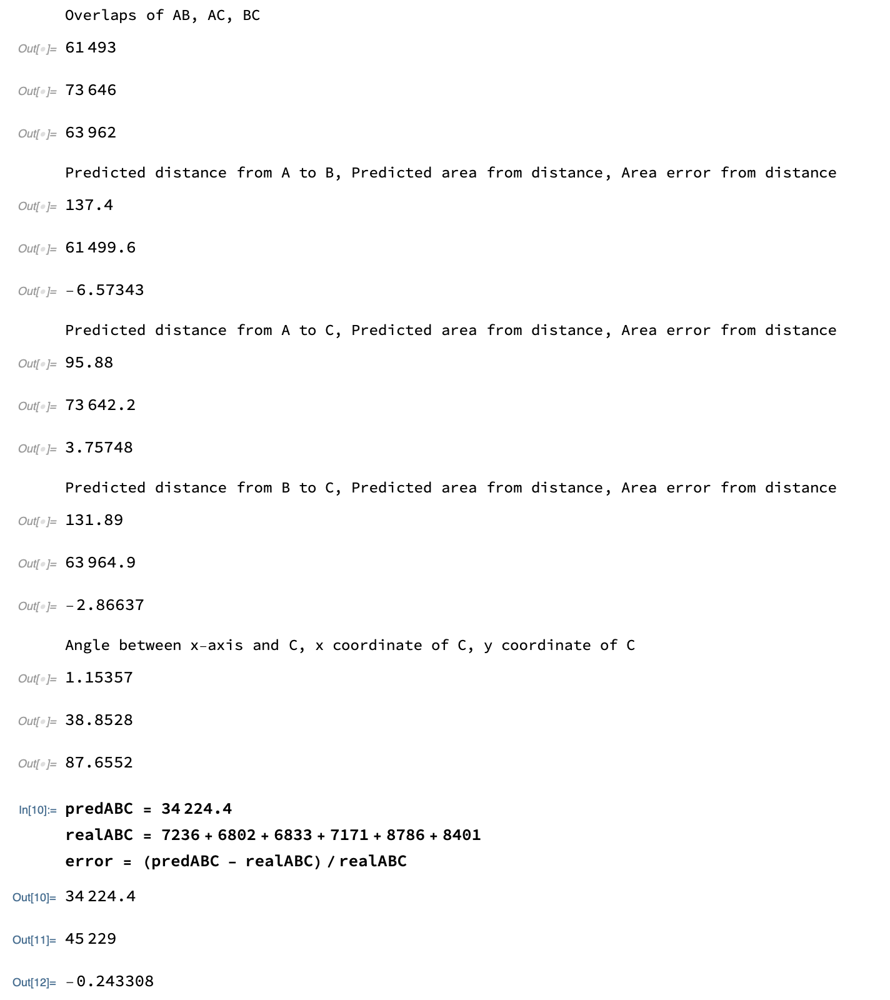 Overlaps of AB, AC, BC
Out[•]= 61 493
Out[•]= 73 646
Out[•]= 63 962
Predicted distance from A to B, Predicted area from distance, Area error from distance
Out[•]= 137.4
Out[•]= 61 499.6
Out[•]= -6.57343
Predicted distance from A to C, Predicted area from distance, Area error from distance
Out[•]= 95.88
Out[•]= 73 642.2
Out[•]= 3.75748
Predicted distance from B to C, Predicted area from distance, Area error from distance
Out[•]= 131.89
Out[•]= 63 964.9
Out[•]= -2.86637
Angle between x-axis and C, x coordinate of C, y coordinate of C
Out[•]= 1.15357
Out[•]= 38.8528
Out[•]= 87.6552
In[10]:= predABC = 34 224.4
realABC = 7236 + 6802 + 6833 + 7171 + 8786 + 8401
error = (predABC - realABC) / realABC
Out[10]= 34 224.4
Out[11]= 45 229
Out[12]= -0.243308